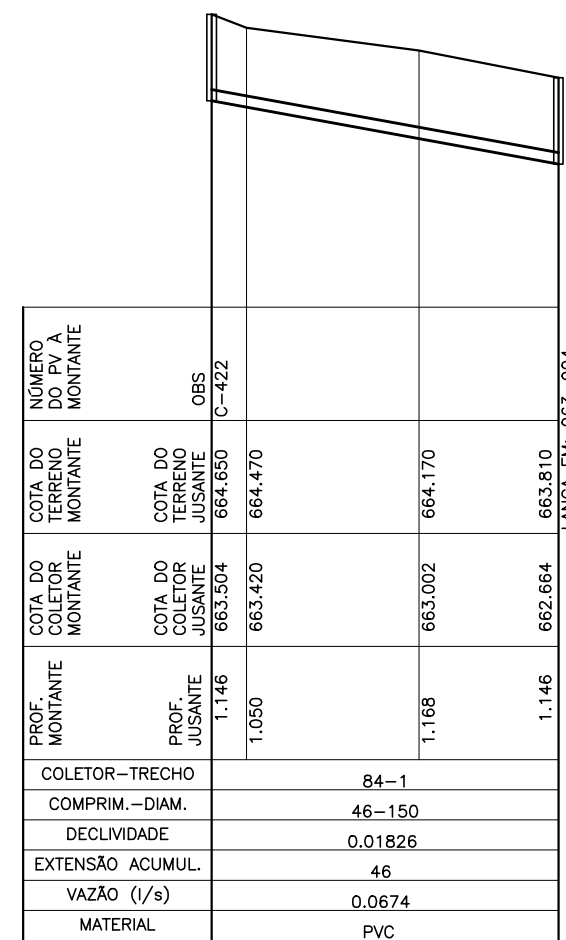 NÚMERO
DO PV À
MONTANTE
OBS
C-422
COTA DO
TERRENO
MONTANTE
COTA DO
TERRENO
JUSANTE
664.650
664.470
664.170
663.810
COTA DO
COLETOR
MONTANTE
COTA DO
COLETOR
JUSANTE
663.504
663.420
663.002
662.664
PROF.
MONTANTE
PROF.
JUSANTE
1.146
1.050
1.168
1.146
COLETOR-TRECHO
84-1
COMPRIM.-DIAM.
46-150
DECLIVIDADE
0.01826
EXTENSÃO ACUMUL.
46
VAZÃO (l/s)
0.0674
MATERIAL
PVC